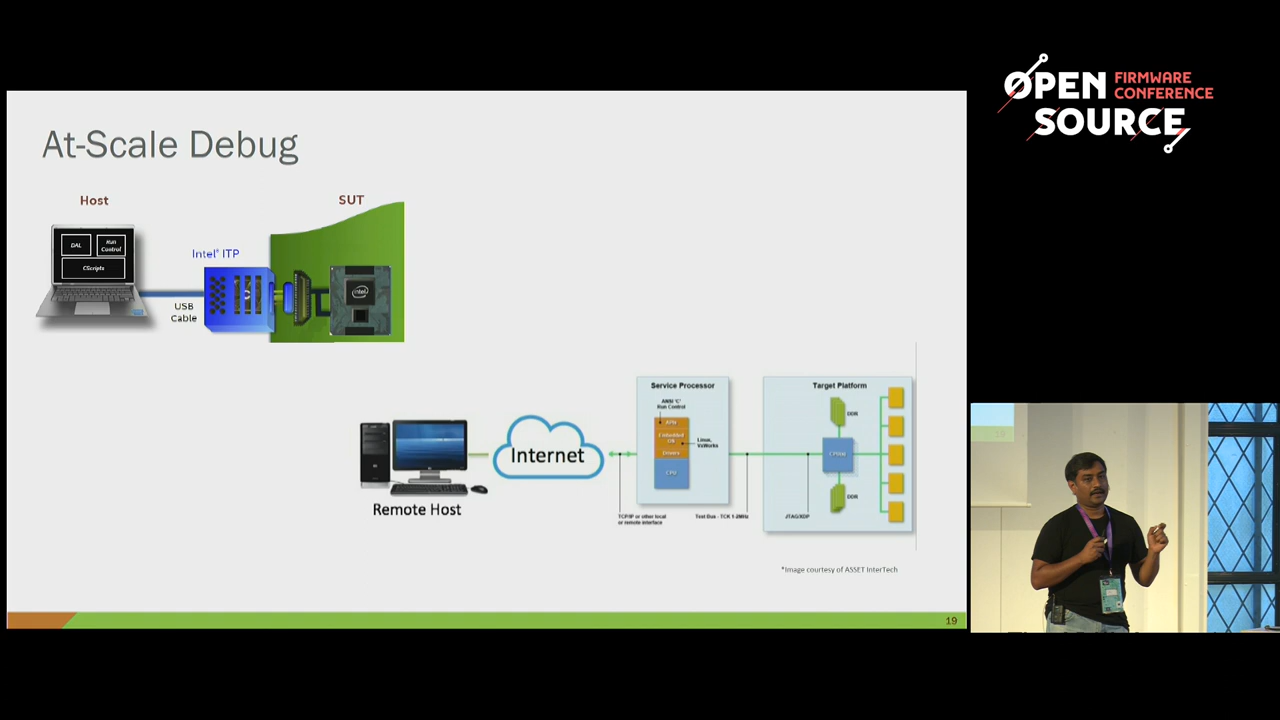 OPEN FIRMWARE
CONFERENCE
SOURCE
At-Scale Debug
Host
SUT
DAL
Run
Control
CScripts
Intel® ITP
USB
Cable
intel
Remote Host
Internet
Service Processor
ANSI 'C'
Run Control
Embedded
OS
Drivers
CPU
Linux,
VxWorks
TCP/IP or other local
or remote interface
Test Bus - TCK 1-2MHz
Target Platform
DDR
DDR
JTAG/XDP
*Image courtesy of ASSET InterTech
19